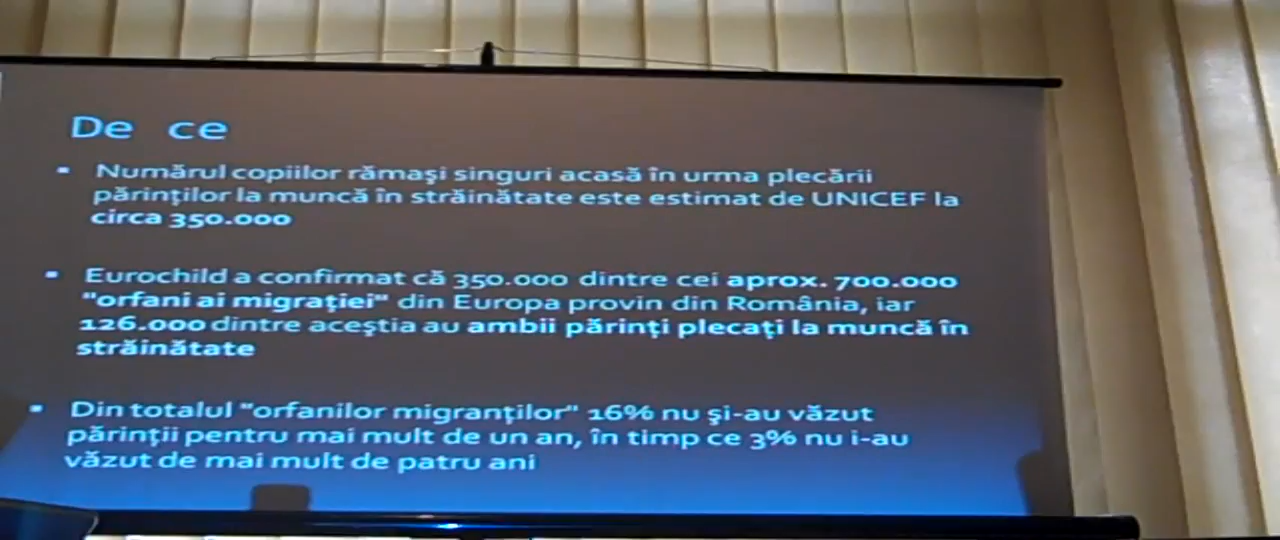 De ce
▪ Numărul copiilor rămaşi singuri acasă în urma plecării
părinţilor la muncă în străinătate este estimat de UNICEF la
circa 350.000
▪ Eurochild a confirmat că 350.000 dintre cei aprox. 700.000
"orfani ai migraţiei" din Europa provin din România, iar
126.000 dintre aceştia au ambii părinţi plecaţi la muncă în
străinătate
▪ Din totalul "orfanilor migranţilor" 16% nu şi-au văzut
părinţii pentru mai mult de un an, în timp ce 3% nu i-au
văzut de mai mult de patru ani